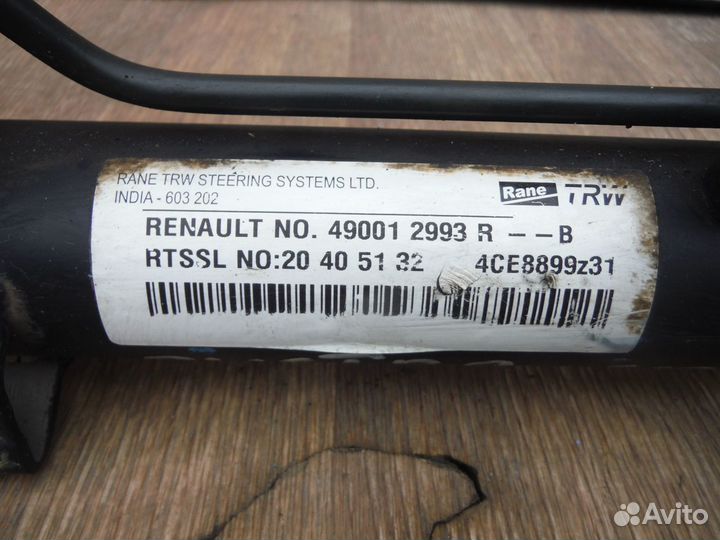 RANE TRW STEERING SYSTEMS LTD.
INDIA - 603 202
Rane TRW
RENAULT NO. 49001 2993 R -- B
RTSSL NO:20 40 51 32 4CE8899z31
Avito